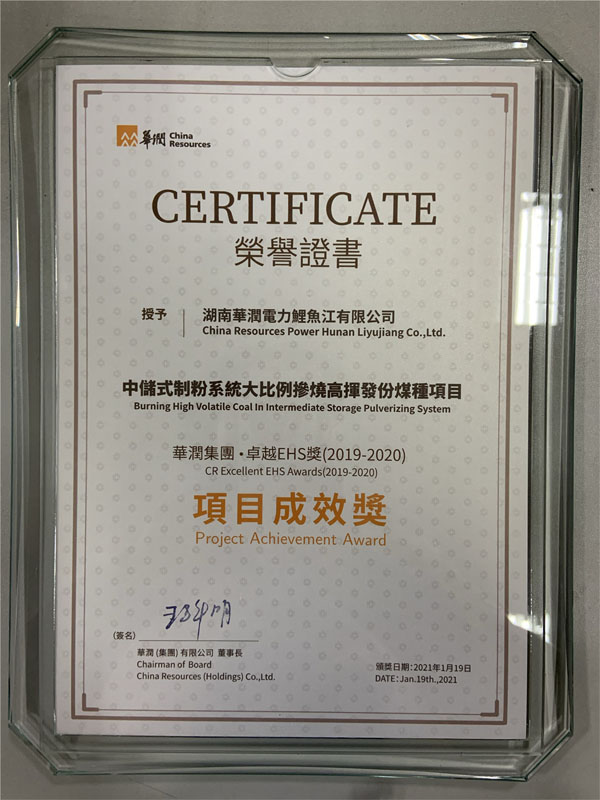 華潤 China
Resources
CERTIFICATE
榮譽證書
授予 湖南華潤電力鯉魚江有限公司
China Resources Power Hunan Liyujiang Co.,Ltd.
中儲式制粉系統大比例摻燒高揮發份煤種項目
Burning High Volatile Coal In Intermediate Storage Pulverizing System
華潤集團·卓越EHS獎(2019-2020)
CR Excellent EHS Awards(2019-2020)
項目成效獎
Project Achievement Award
(簽名)
華潤 (集團) 有限公司 董事長
Chairman of Board
China Resources (Holdings) Co.,Ltd.
頒獎日期：2021年1月19日
DATE：Jan.19th.,2021